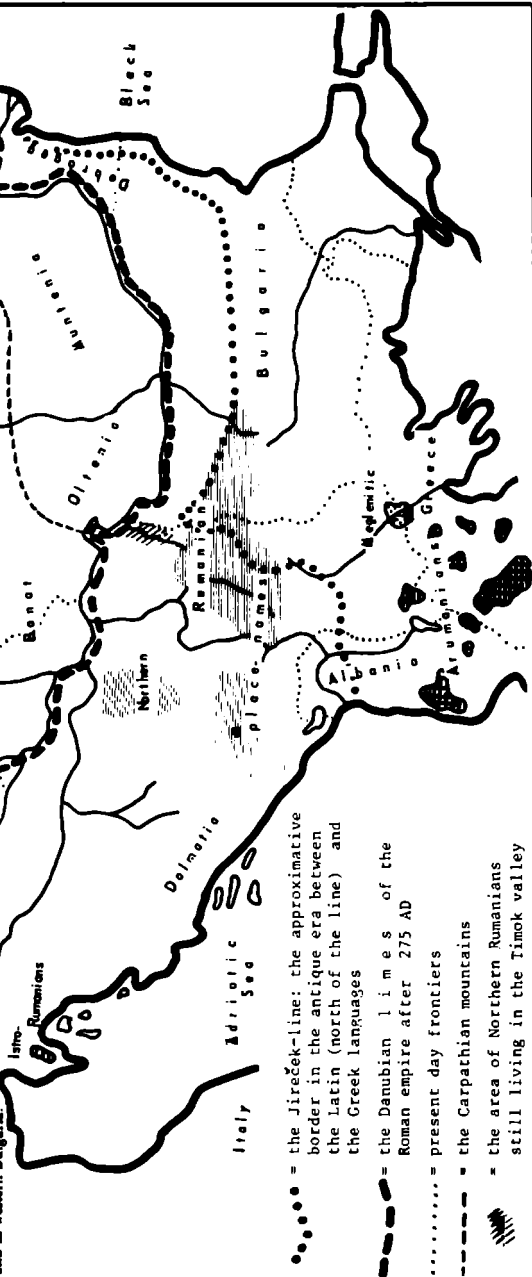 western Bulgaria.
Istro-
Rumanians
Banat
Oltenia
Muntenia
Dobrogea
Black
Sea
Northern
Rumanian
place-
names
Bulgaria
Dalmatia
Italy
Adriatic
Sea
Albania
Meglenitic
Greece
Arumanians
= the Jireček-line: the approximative
border in the antique era between
the Latin (north of the line) and
the Greek languages
= the Danubian l i m e s of the
Roman empire after 275 AD
= present day frontiers
= the Carpathian mountains
= the area of Northern Rumanians
still living in the Timok valley